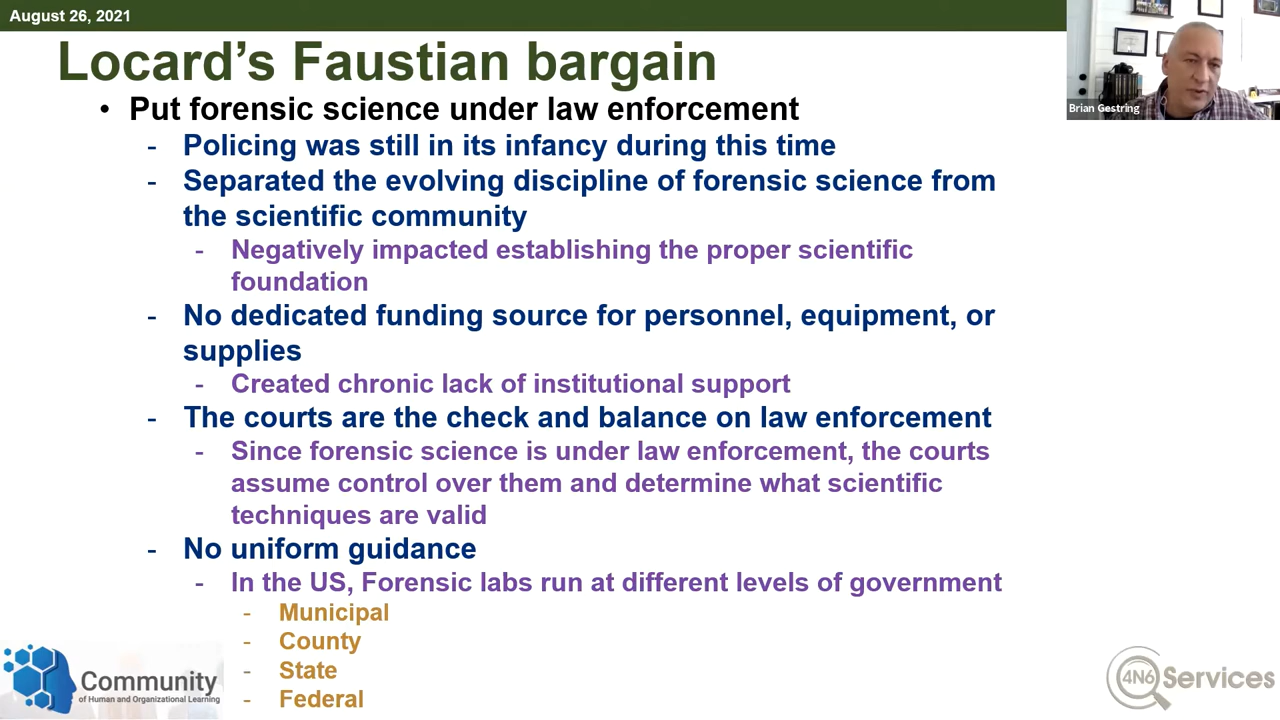 August 26, 2021
Locard's Faustian bargain
Brian Gestring
• Put forensic science under law enforcement
- Policing was still in its infancy during this time
- Separated the evolving discipline of forensic science from
the scientific community
- Negatively impacted establishing the proper scientific
foundation
- No dedicated funding source for personnel, equipment, or
supplies
- Created chronic lack of institutional support
- The courts are the check and balance on law enforcement
- Since forensic science is under law enforcement, the courts
assume control over them and determine what scientific
techniques are valid
- No uniform guidance
- In the US, Forensic labs run at different levels of government
- Municipal
- County
- State
- Federal
Community
of Human and Organizational Learning
4N6 Services